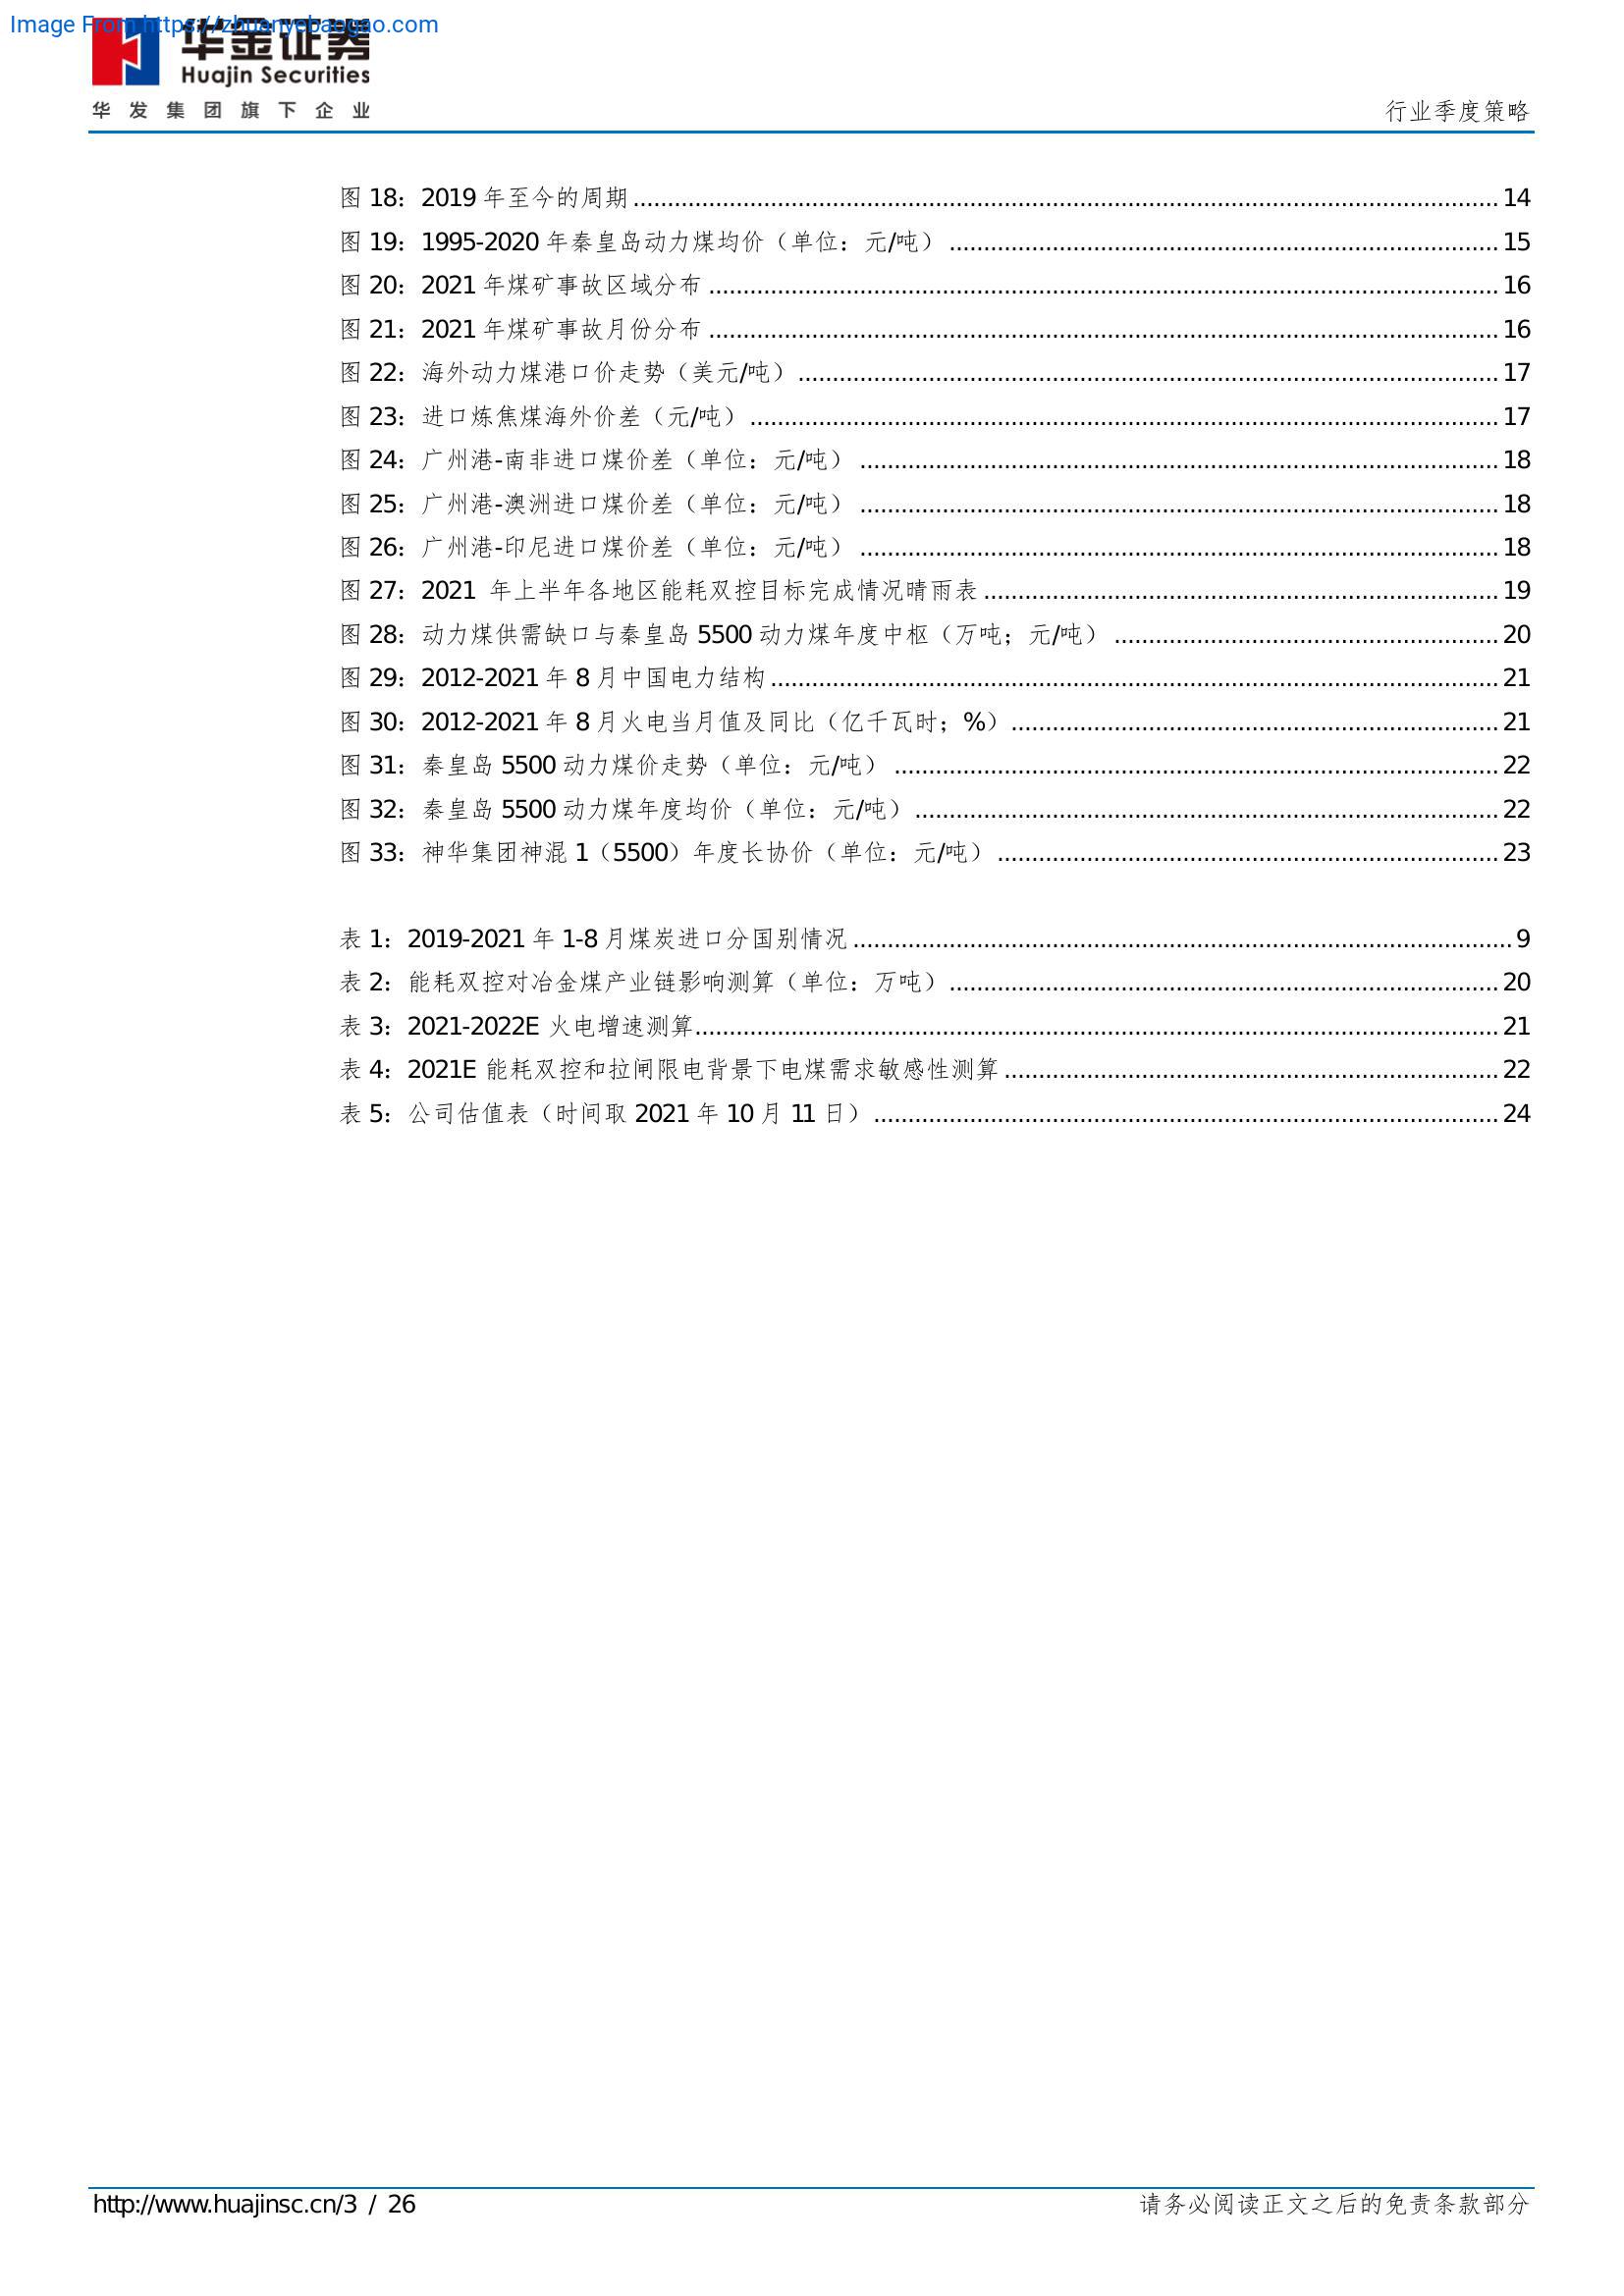 Image From https://zhuanyebaogao.com
华金证券
Huajin Securities
华发集团旗下企业
行业季度策略
图 18：2019 年至今的周期 14
图 19：1995-2020 年秦皇岛动力煤均价（单位：元/吨） 15
图 20：2021 年煤矿事故区域分布 16
图 21：2021 年煤矿事故月份分布 16
图 22：海外动力煤港口价走势（美元/吨） 17
图 23：进口炼焦煤海外价差（元/吨） 17
图 24：广州港-南非进口煤价差（单位：元/吨） 18
图 25：广州港-澳洲进口煤价差（单位：元/吨） 18
图 26：广州港-印尼进口煤价差（单位：元/吨） 18
图 27：2021 年上半年各地区能耗双控目标完成情况晴雨表 19
图 28：动力煤供需缺口与秦皇岛 5500 动力煤年度中枢（万吨；元/吨） 20
图 29：2012-2021 年 8 月中国电力结构 21
图 30：2012-2021 年 8 月火电当月值及同比（亿千瓦时；%） 21
图 31：秦皇岛 5500 动力煤价走势（单位：元/吨） 22
图 32：秦皇岛 5500 动力煤年度均价（单位：元/吨） 22
图 33：神华集团神混 1（5500）年度长协价（单位：元/吨） 23
表 1：2019-2021 年 1-8 月煤炭进口分国别情况 9
表 2：能耗双控对冶金煤产业链影响测算（单位：万吨） 20
表 3：2021-2022E 火电增速测算 21
表 4：2021E 能耗双控和拉闸限电背景下电煤需求敏感性测算 22
表 5：公司估值表（时间取 2021 年 10 月 11 日） 24
http://www.huajinsc.cn/3 / 26
请务必阅读正文之后的免责条款部分